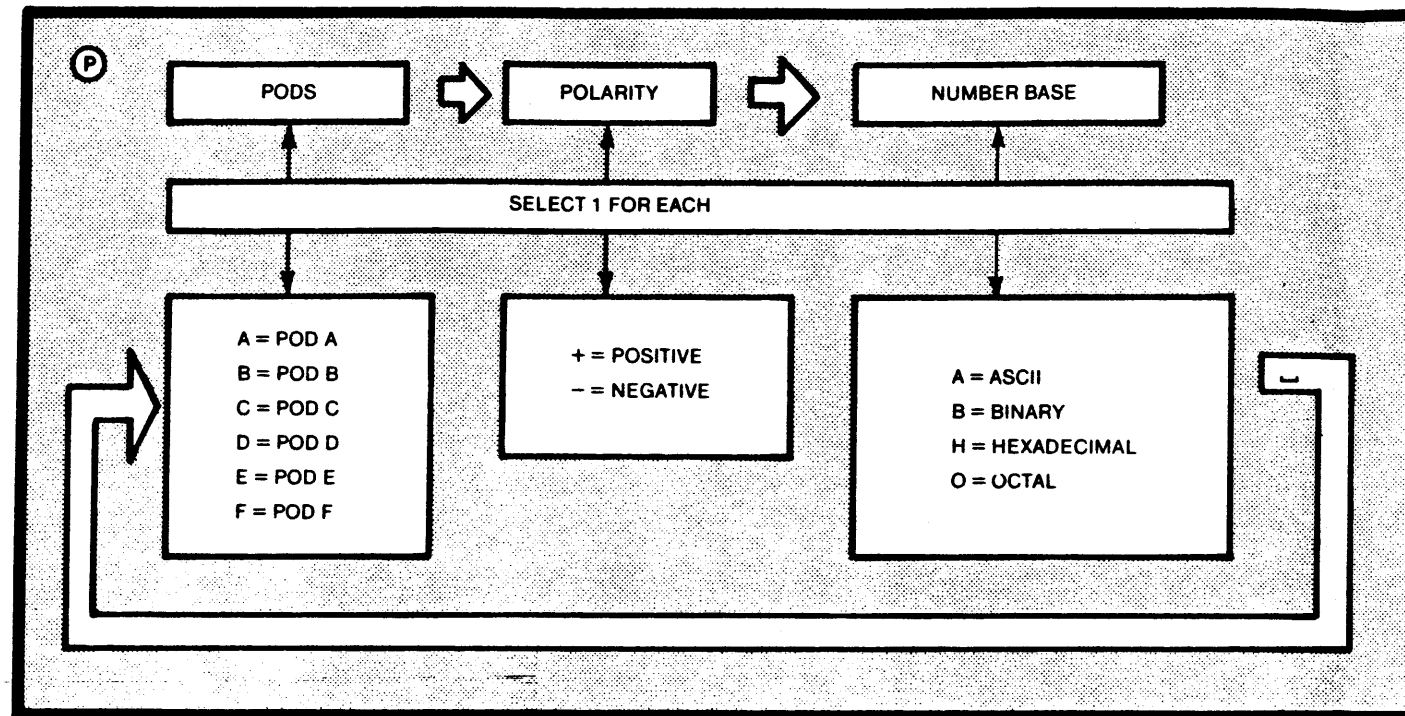 P
PODS
POLARITY
NUMBER BASE
SELECT 1 FOR EACH
A = POD A
B = POD B
C = POD C
D = POD D
E = POD E
F = POD F
+ = POSITIVE
− = NEGATIVE
A = ASCII
B = BINARY
H = HEXADECIMAL
O = OCTAL
⎵